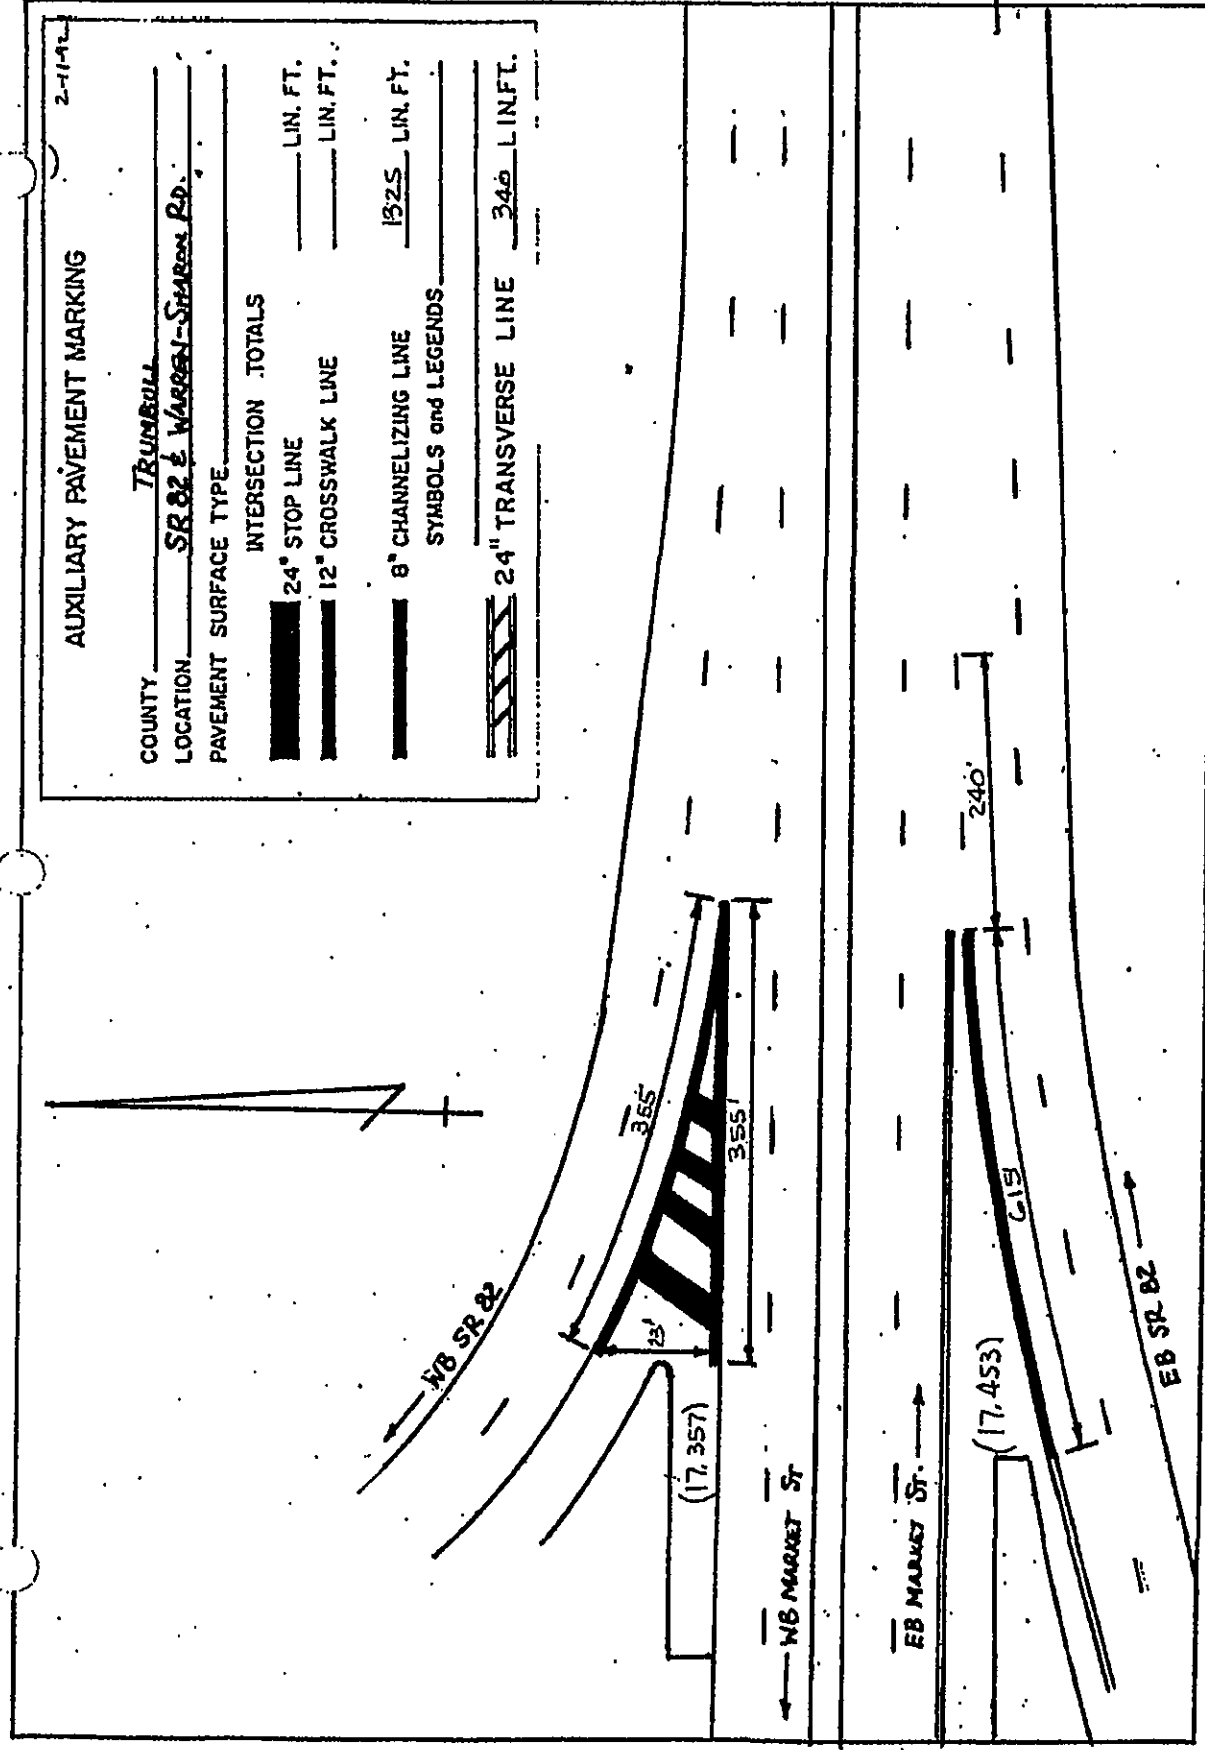 2-11-92
AUXILIARY PAVEMENT MARKING
COUNTY TRUMBULL
LOCATION SR 82 & WARREN-SHARON RD.
PAVEMENT SURFACE TYPE
INTERSECTION TOTALS
24" STOP LINE LIN. FT.
12" CROSSWALK LINE LIN. FT.
8" CHANNELIZING LINE 1325 LIN. FT.
SYMBOLS and LEGENDS
24" TRANSVERSE LINE 340 LIN.FT.
WB SR 82
355'
23'
355'
(17.357)
WB MARKET ST
EB MARKET ST.
240'
(17.453)
615
EB SR 82